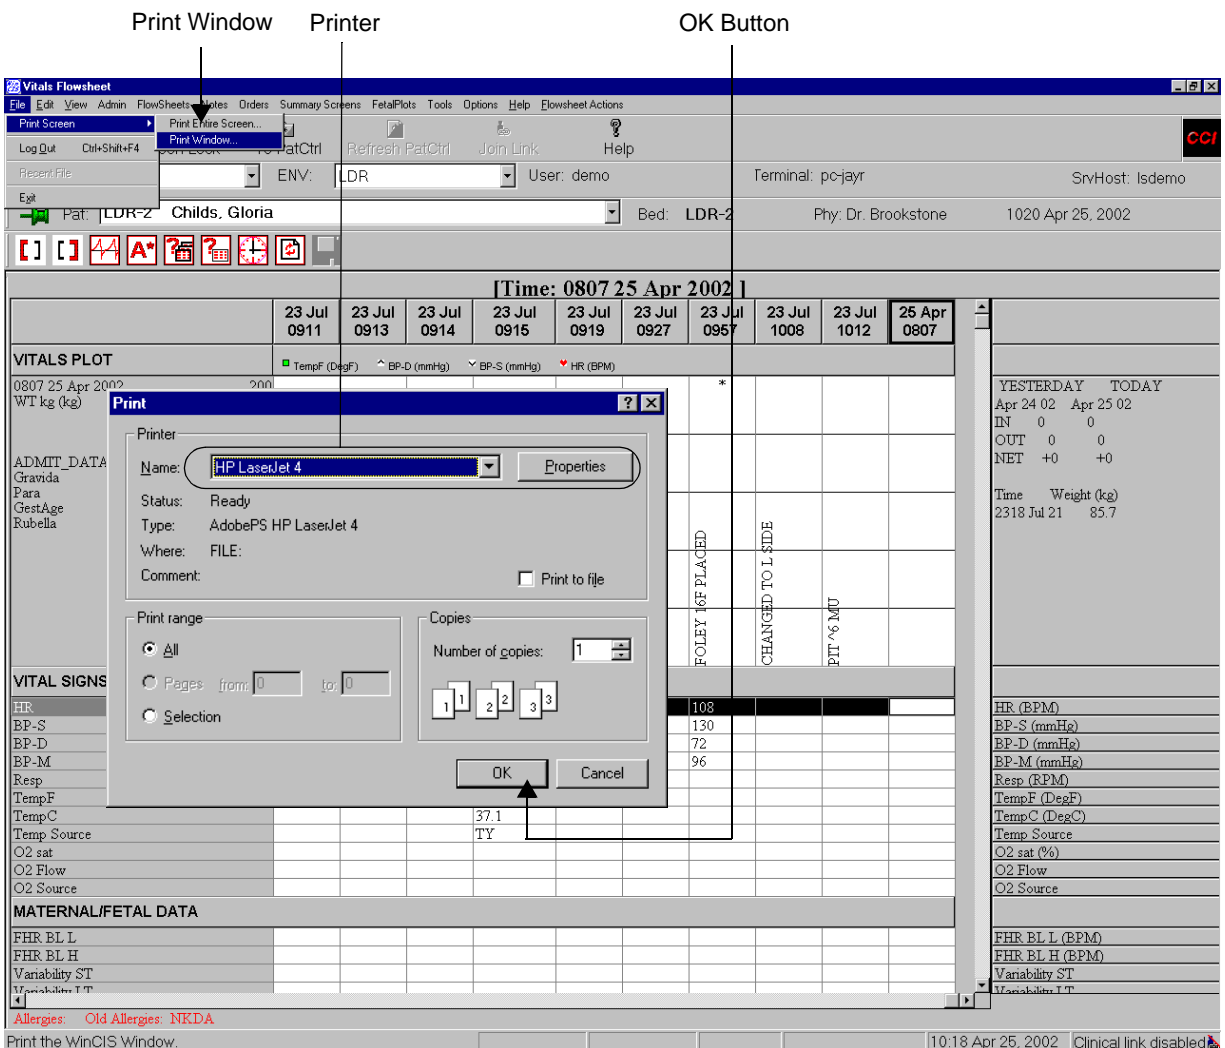 Print Window Printer OK Button
Vitals Flowsheet
File Edit View Admin FlowSheets Notes Orders Summary Screens FetalPlots Tools Options Help Flowsheet Actions
Print Screen Print Entire Screen...
Print Window...
Log Out Ctrl+Shift+F4 PatCtrl Refresh PatCtrl Join Link Help
CCI
Recent File ENV: LDR User: demo Terminal: pc-jayr SrvHost: lsdemo
Exit
Pat: LDR-2 Childs, Gloria Bed: LDR-2 Phy: Dr. Brookstone 1020 Apr 25, 2002
[Time: 0807 25 Apr 2002 ]
23 Jul 23 Jul 23 Jul 23 Jul 23 Jul 23 Jul 23 Jul 23 Jul 23 Jul 25 Apr
0911 0913 0914 0915 0919 0927 0957 1008 1012 0807
VITALS PLOT TempF (DegF) BP-D (mmHg) BP-S (mmHg) HR (BPM)
0807 25 Apr 2002 200 *
WT kg (kg)
ADMIT_DATA
Gravida
Para
GestAge
Rubella
YESTERDAY TODAY
Apr 24 02 Apr 25 02
IN 0 0
OUT 0 0
NET +0 +0
Time Weight (kg)
2318 Jul 21 85.7
Print
Printer
Name: HP LaserJet 4 Properties
Status: Ready
Type: AdobePS HP LaserJet 4
Where: FILE:
Comment: Print to file
Print range
All
Pages from: 0 to: 0
Selection
Copies
Number of copies: 1
1 1 2 2 3 3
OK Cancel
FOLEY 16F PLACED
CHANGED TO L SIDE
PIT ^6 MU
VITAL SIGNS
HR 108 HR (BPM)
BP-S 130 BP-S (mmHg)
BP-D 72 BP-D (mmHg)
BP-M 96 BP-M (mmHg)
Resp Resp (RPM)
TempF TempF (DegF)
TempC 37.1 TempC (DegC)
Temp Source TY Temp Source
O2 sat O2 sat (%)
O2 Flow O2 Flow
O2 Source O2 Source
MATERNAL/FETAL DATA
FHR BL L FHR BL L (BPM)
FHR BL H FHR BL H (BPM)
Variability ST Variability ST
Variability LT Variability LT
Allergies: Old Allergies: NKDA
Print the WinCIS Window. 10:18 Apr 25, 2002 Clinical link disabled